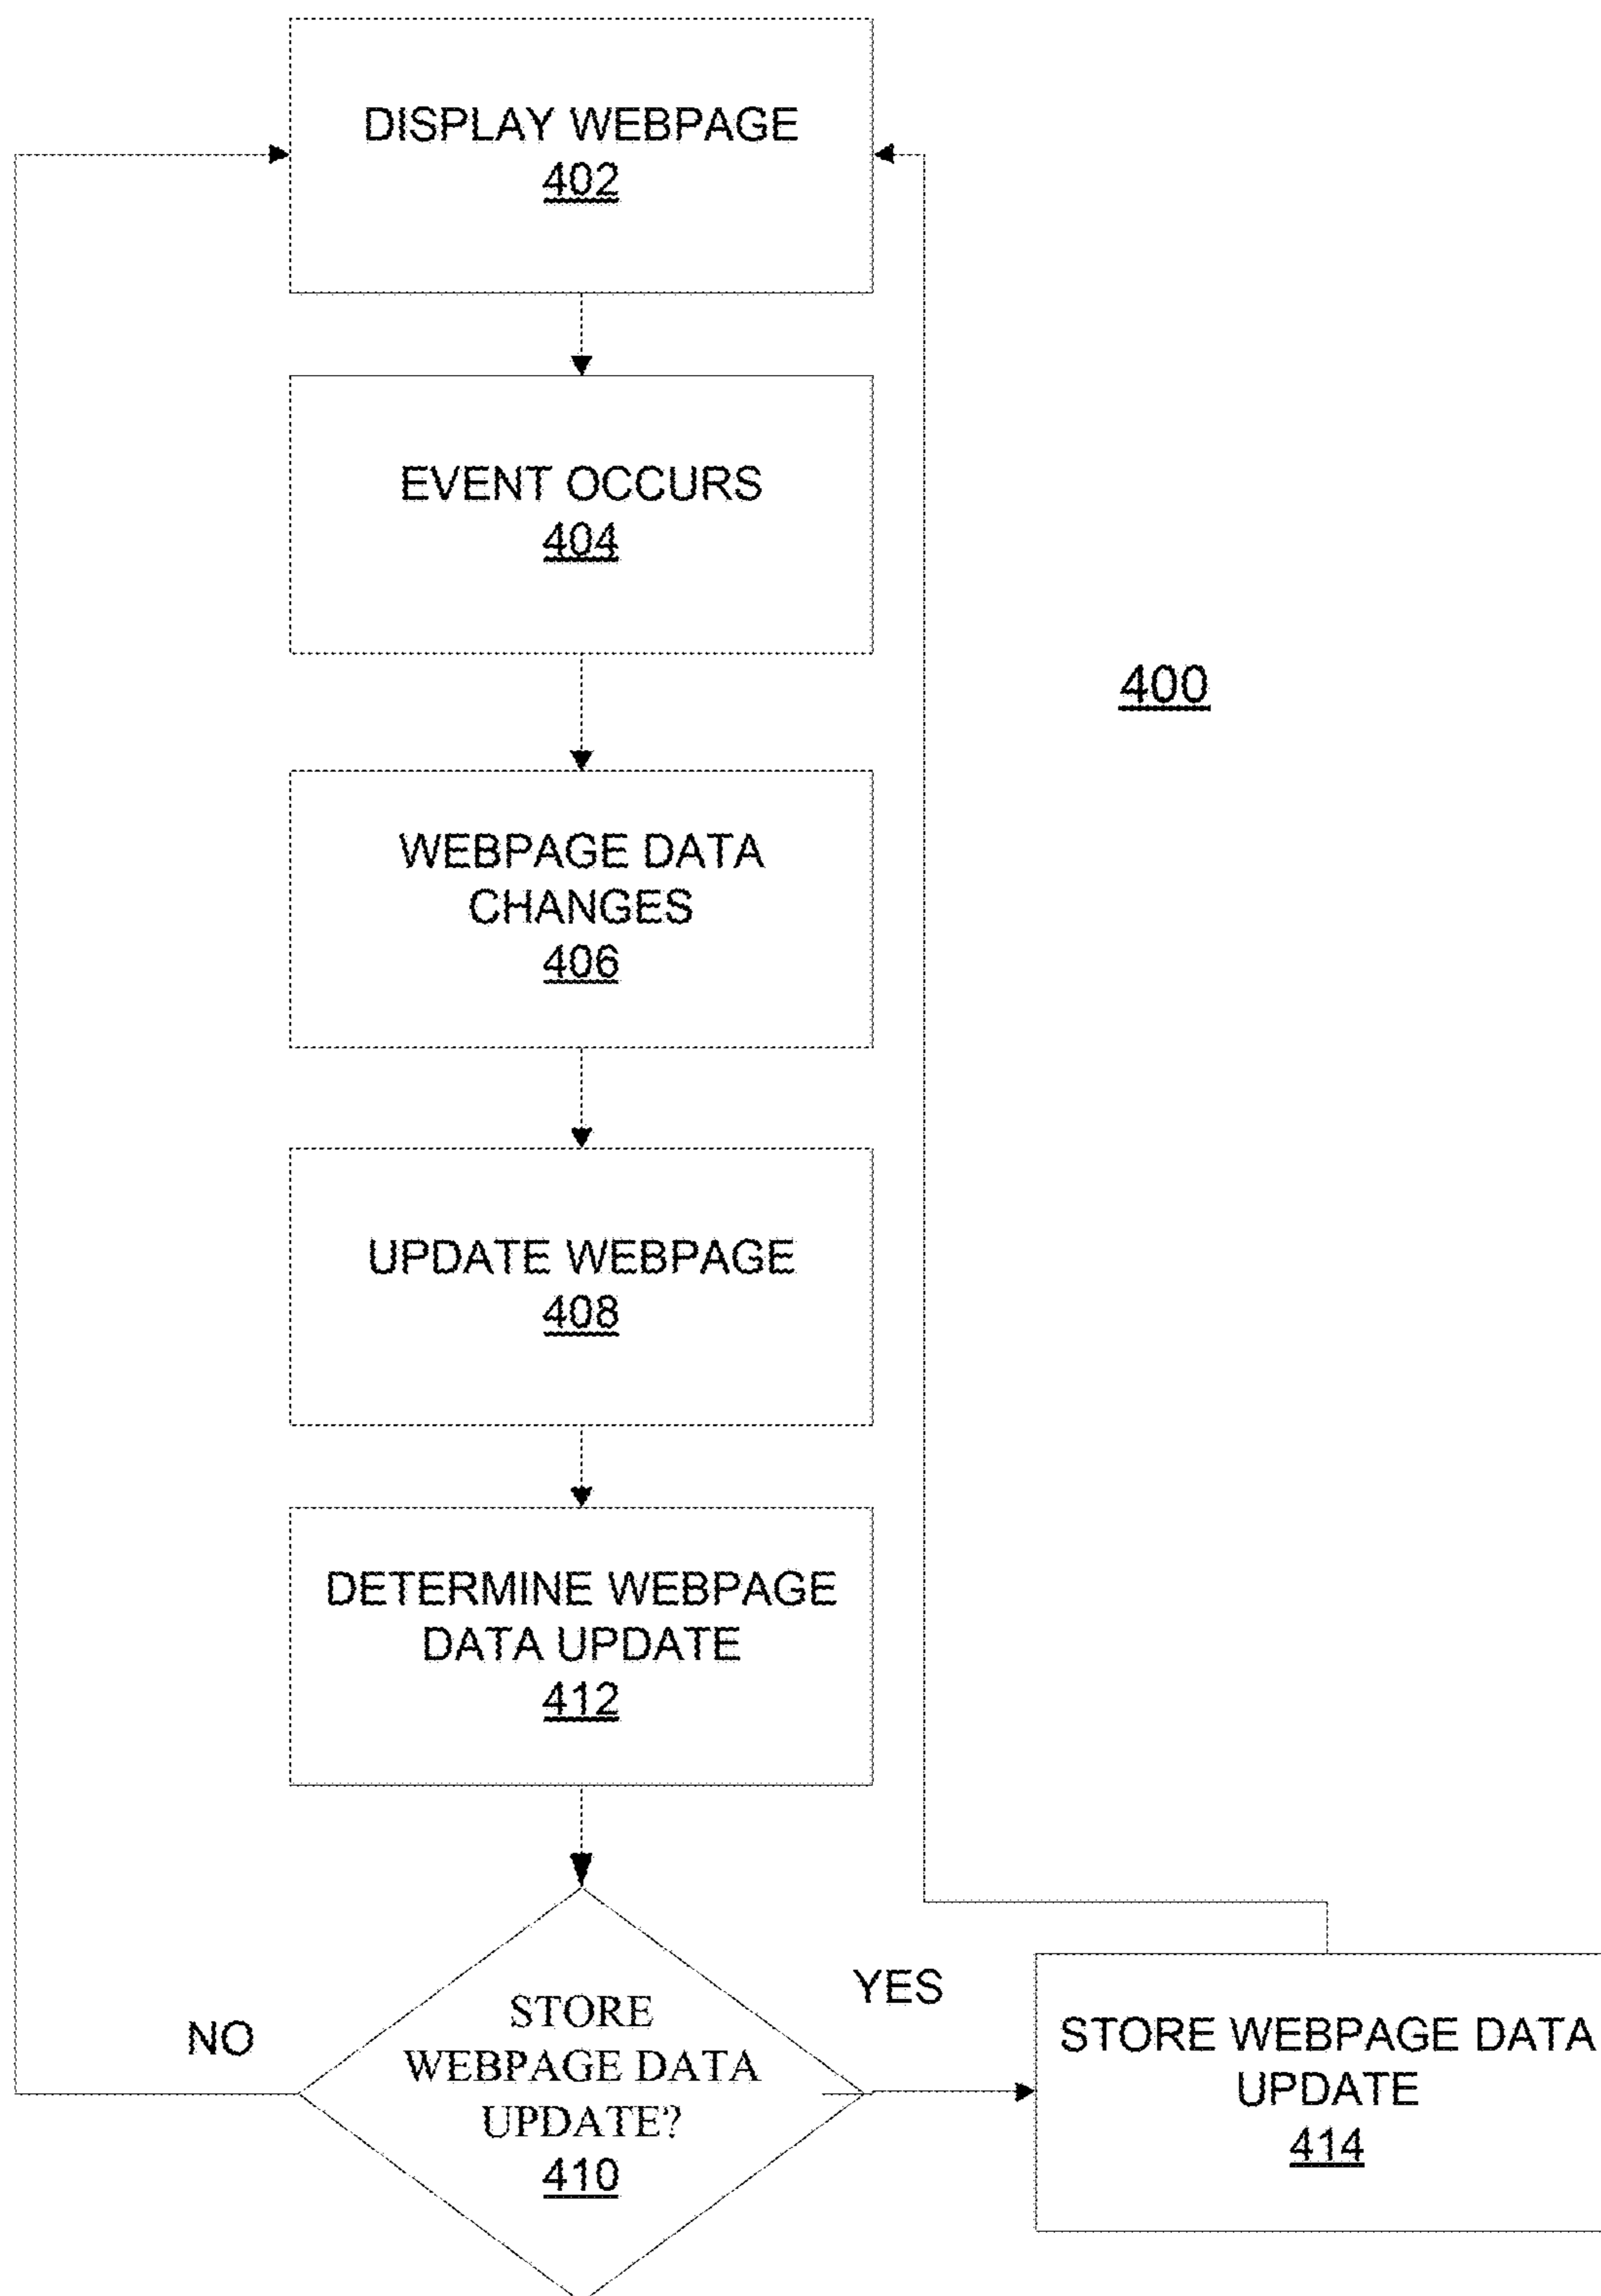 DISPLAY WEBPAGE
402
EVENT OCCURS
404
400
WEBPAGE DATA
CHANGES
406
UPDATE WEBPAGE
408
DETERMINE WEBPAGE
DATA UPDATE
412
STORE
WEBPAGE DATA
UPDATE?
410
NO
YES
STORE WEBPAGE DATA
UPDATE
414